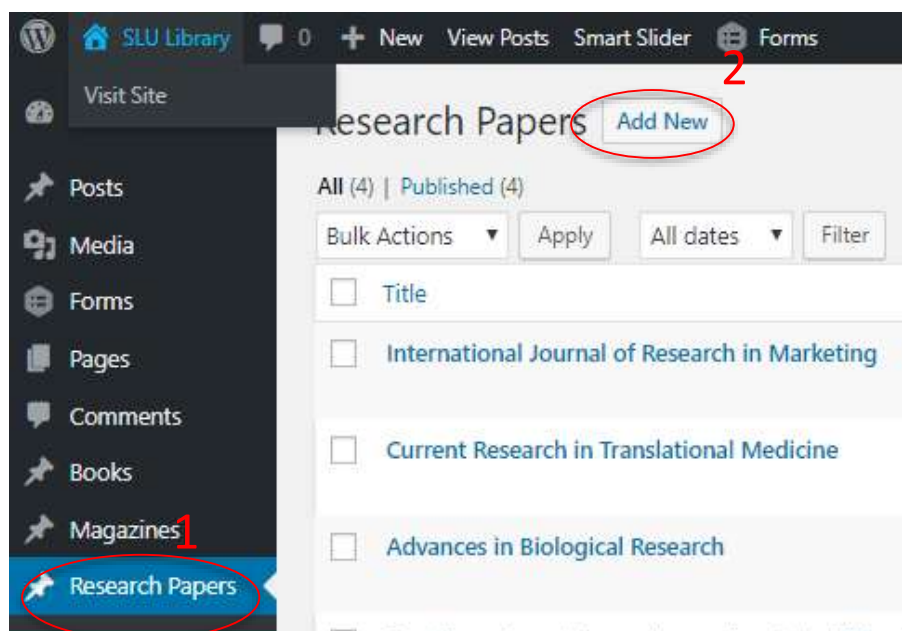 SLU Library 0 + New View Posts Smart Slider Forms
2
Visit Site
Research Papers Add New
Posts
All (4) | Published (4)
Media
Bulk Actions Apply All dates Filter
Forms
Title
Pages
International Journal of Research in Marketing
Comments
Books
Current Research in Translational Medicine
Magazines
1
Advances in Biological Research
Research Papers